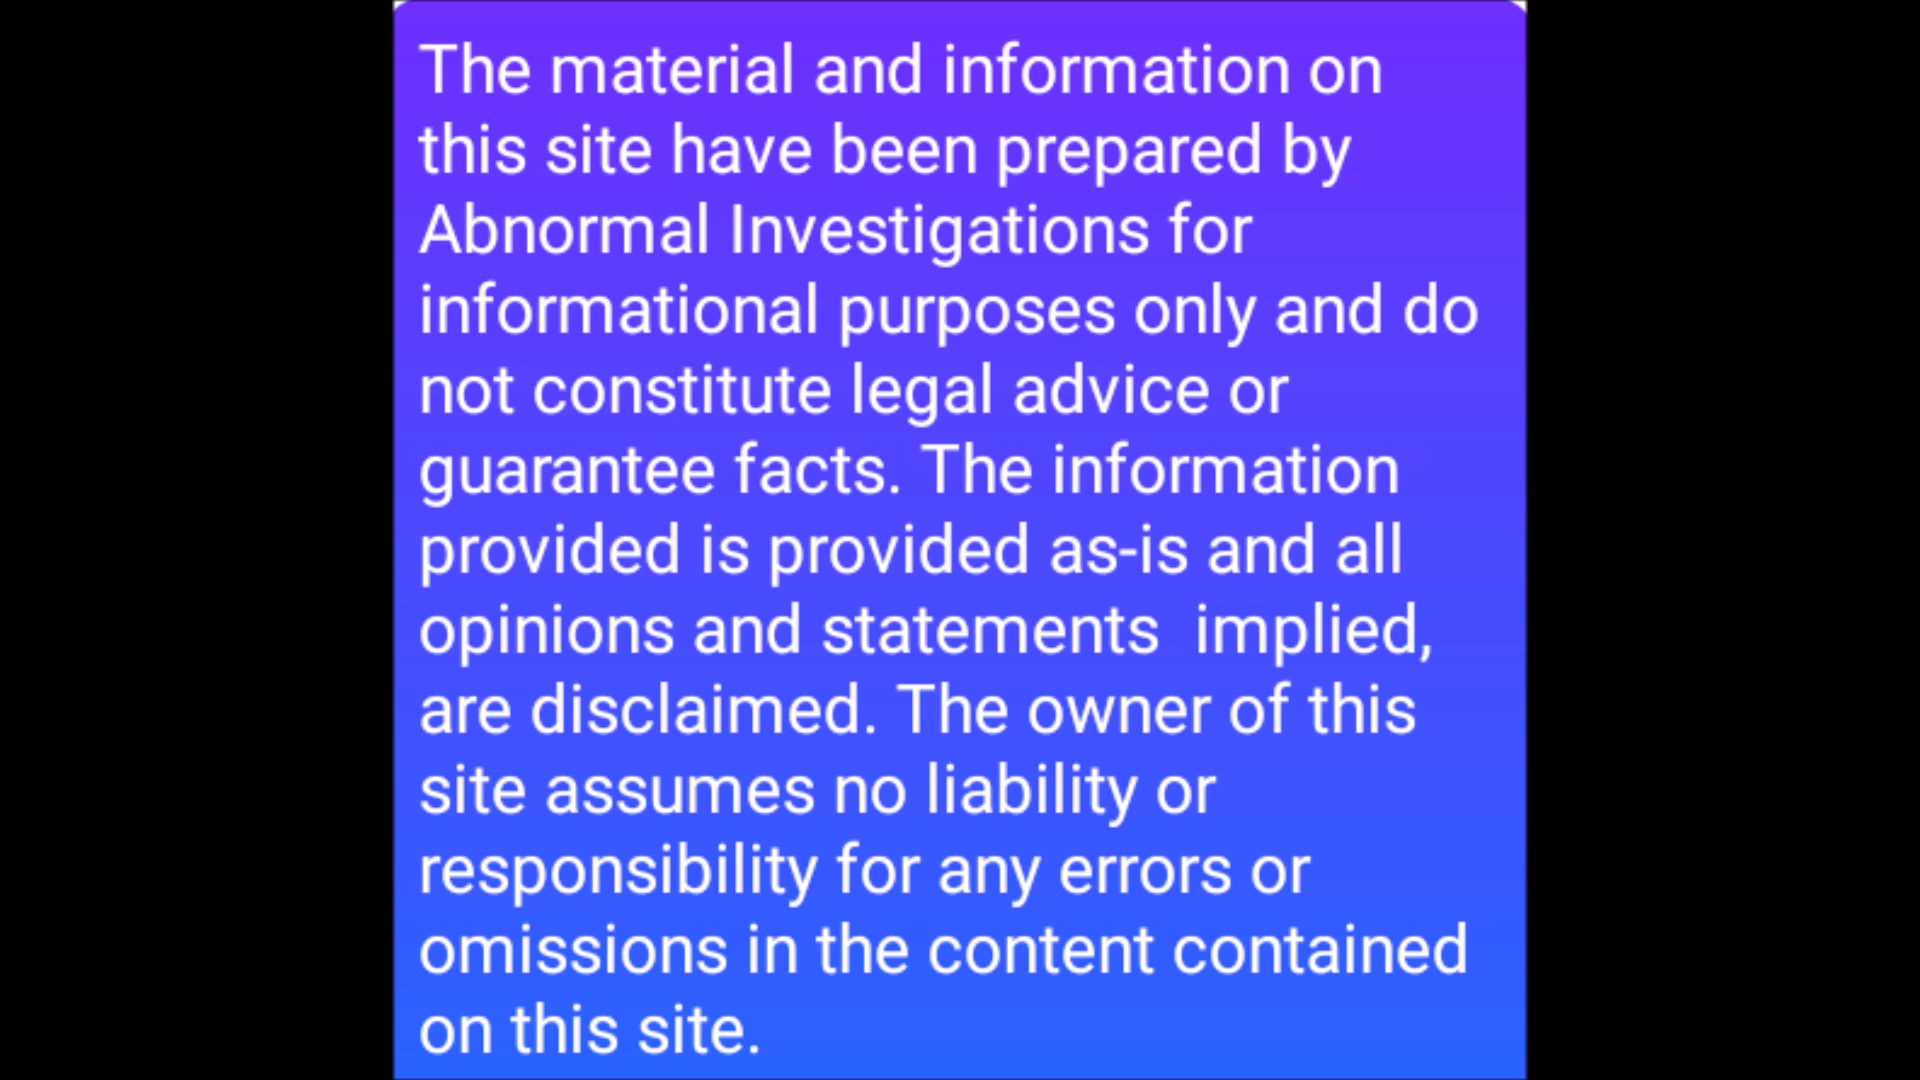 The material and information on
this site have been prepared by
Abnormal Investigations for
informational purposes only and do
not constitute legal advice or
guarantee facts. The information
provided is provided as-is and all
opinions and statements  implied,
are disclaimed. The owner of this
site assumes no liability or
responsibility for any errors or
omissions in the content contained
on this site.